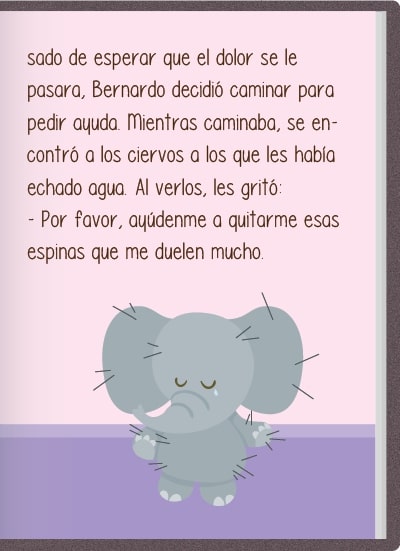 sado de esperar que el dolor se le
pasara, Bernardo decidió caminar para
pedir ayuda. Mientras caminaba, se en-
contró a los ciervos a los que les había
echado agua. Al verlos, les gritó:
- Por favor, ayúdenme a quitarme esas
espinas que me duelen mucho.